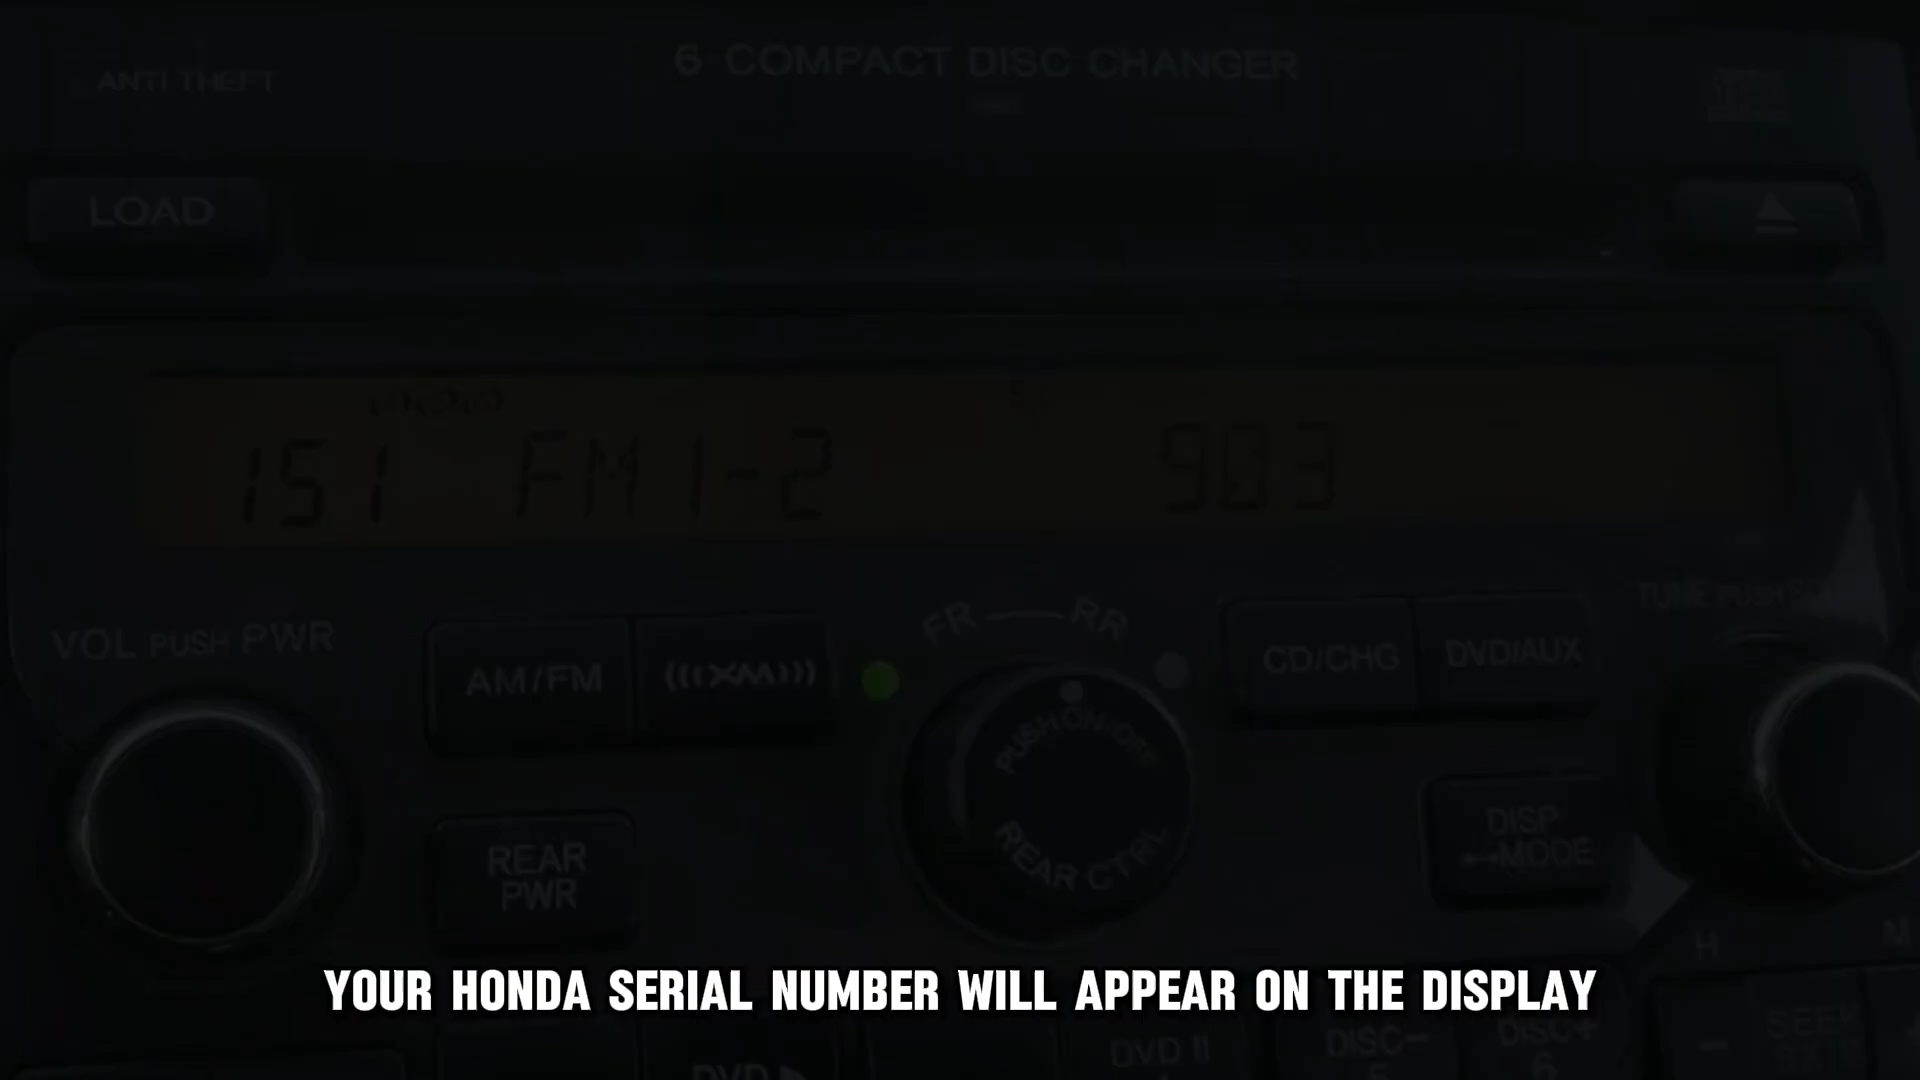 6 COMPACT DISC CHANGER
ANTI THEFT
LOAD
151 FM1-2 903
FR RR
VOL PUSH PWR
AM/FM
(((XM)))
CD/CHG
DVD/AUX
TUNE PUSH
PUSH ON·OFF
REAR CTRL
DISP
MODE
REAR
PWR
H
M
YOUR HONDA SERIAL NUMBER WILL APPEAR ON THE DISPLAY
DVD II
DISC−
DISC+
SEEK
DVD
5
6